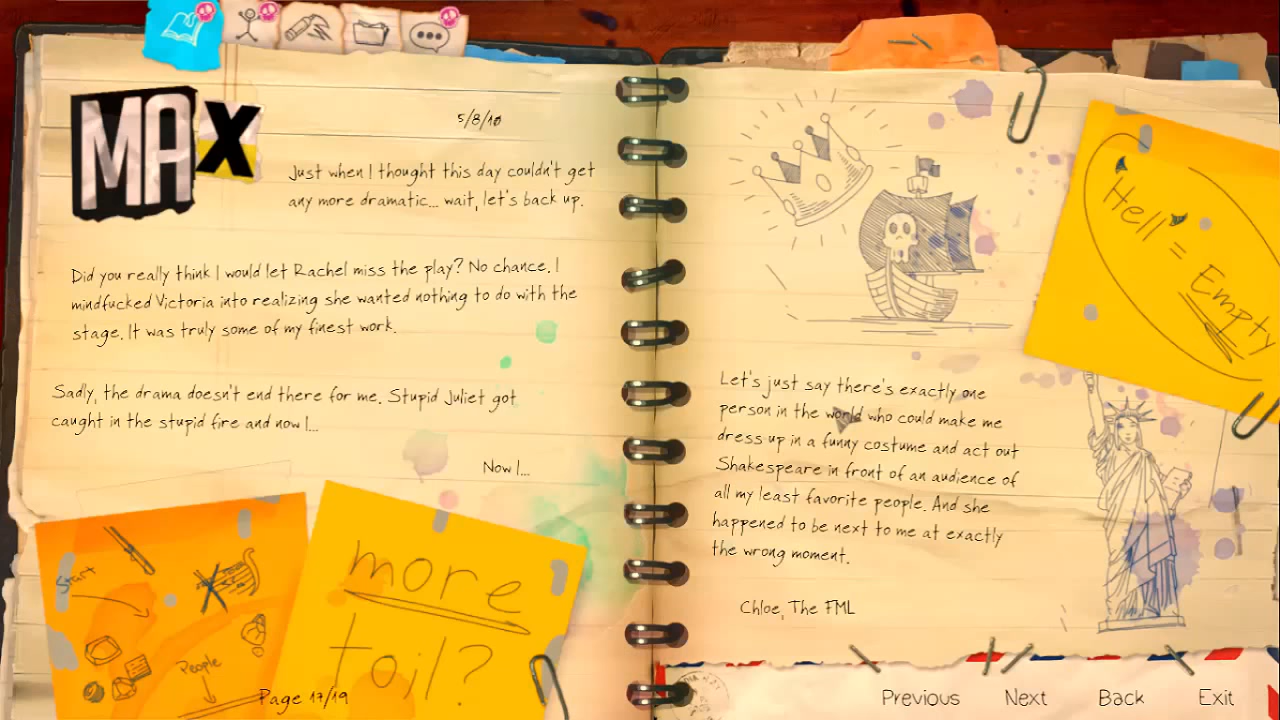 MAX
5/8/10
Just when I thought this day couldn't get
any more dramatic... wait, let's back up.
Did you really think I would let Rachel miss the play? No chance. I
mindfucked Victoria into realizing she wanted nothing to do with the
stage. It was truly some of my finest work.
Sadly, the drama doesn't end there for me. Stupid Juliet got
caught in the stupid fire and now I...
Now I...
Start
People
more
toil?
Page 17/19
"Hell" = Empty
Let's just say there's exactly one
person in the world who could make me
dress up in a funny costume and act out
Shakespeare in front of an audience of
all my least favorite people. And she
happened to be next to me at exactly
the wrong moment.
Chloe, The FML
Previous Next Back Exit